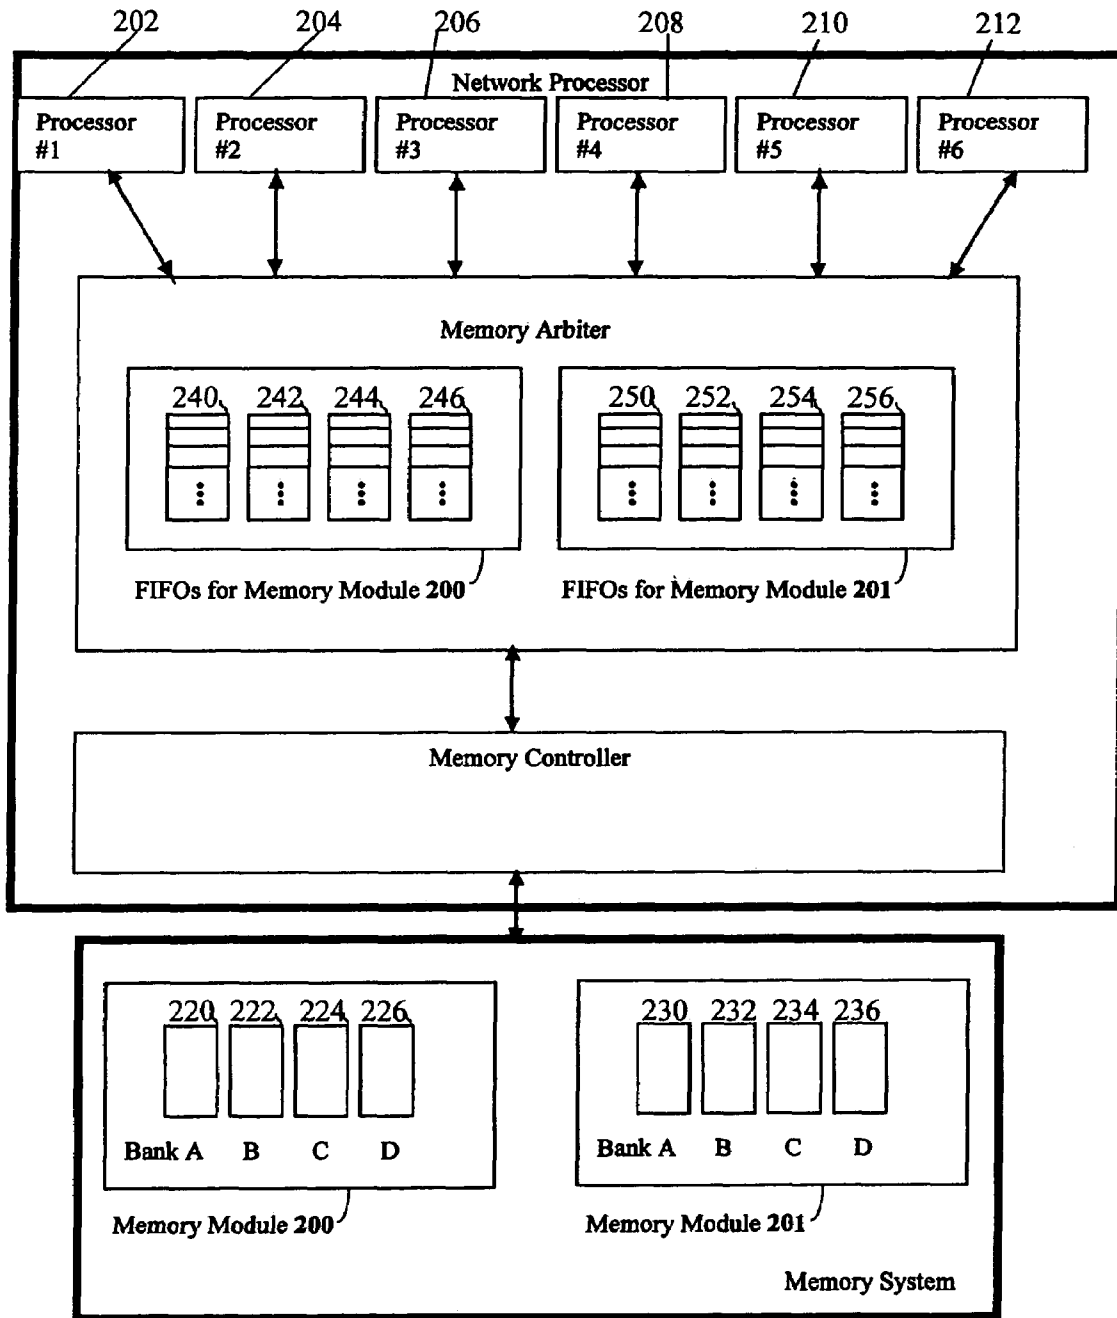 202 204 206 208 210 212
Network Processor
Processor #1
Processor #2
Processor #3
Processor #4
Processor #5
Processor #6
Memory Arbiter
240 242 244 246
250 252 254 256
FIFOs for Memory Module 200
FIFOs for Memory Module 201
Memory Controller
220 222 224 226
Bank A B C D
Memory Module 200
230 232 234 236
Bank A B C D
Memory Module 201
Memory System